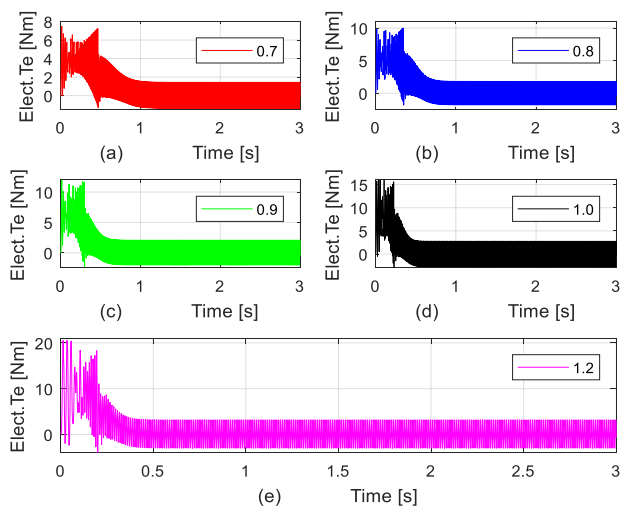 Elect.Te [Nm]
8
6
4
2
0
0.7
0 1 2 3
(a) Time [s]
Elect.Te [Nm]
10
5
0
0.8
0 1 2 3
(b) Time [s]
Elect.Te [Nm]
10
5
0
0.9
0 1 2 3
(c) Time [s]
Elect.Te [Nm]
15
10
5
0
1.0
0 1 2 3
(d) Time [s]
Elect.Te [Nm]
20
10
0
1.2
0 0.5 1 1.5 2 2.5 3
(e) Time [s]